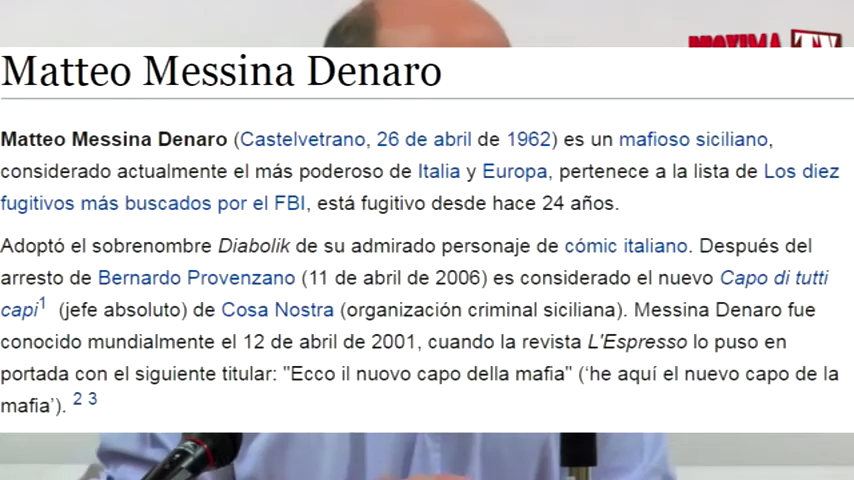 PROXIMA TV
Matteo Messina Denaro
Matteo Messina Denaro (Castelvetrano, 26 de abril de 1962) es un mafioso siciliano,
considerado actualmente el más poderoso de Italia y Europa, pertenece a la lista de Los diez
fugitivos más buscados por el FBI, está fugitivo desde hace 24 años.
Adoptó el sobrenombre Diabolik de su admirado personaje de cómic italiano. Después del
arresto de Bernardo Provenzano (11 de abril de 2006) es considerado el nuevo Capo di tutti
capi1 (jefe absoluto) de Cosa Nostra (organización criminal siciliana). Messina Denaro fue
conocido mundialmente el 12 de abril de 2001, cuando la revista L'Espresso lo puso en
portada con el siguiente titular: "Ecco il nuovo capo della mafia" (‘he aquí el nuevo capo de la
mafia’). 2 3